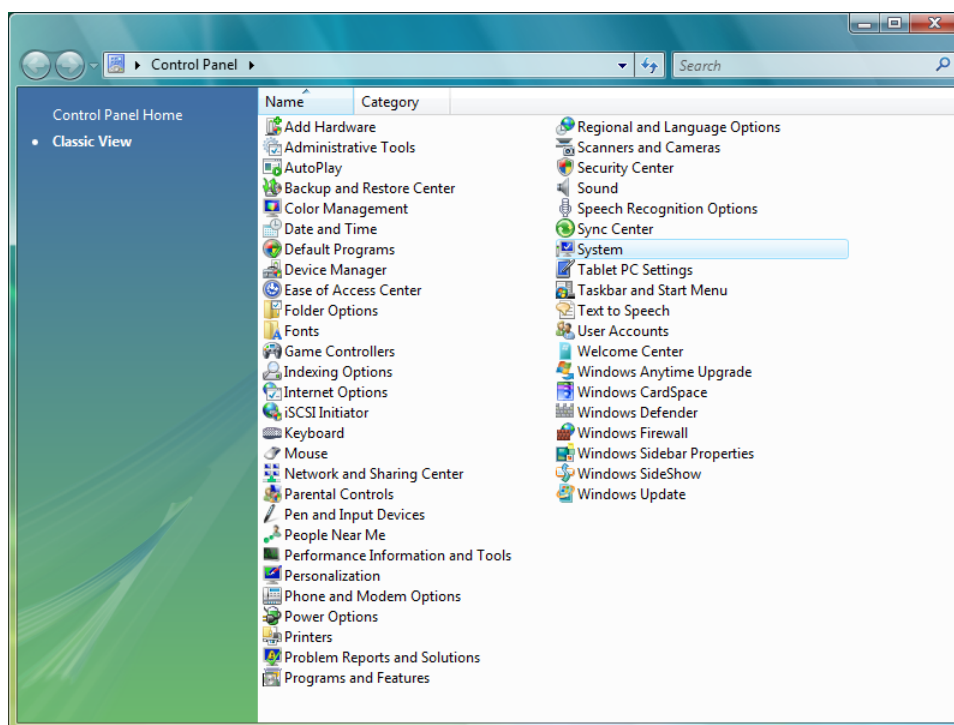 Control Panel
Search
Control Panel Home
Classic View
Name Category
Add Hardware
Administrative Tools
AutoPlay
Backup and Restore Center
Color Management
Date and Time
Default Programs
Device Manager
Ease of Access Center
Folder Options
Fonts
Game Controllers
Indexing Options
Internet Options
iSCSI Initiator
Keyboard
Mouse
Network and Sharing Center
Parental Controls
Pen and Input Devices
People Near Me
Performance Information and Tools
Personalization
Phone and Modem Options
Power Options
Printers
Problem Reports and Solutions
Programs and Features
Regional and Language Options
Scanners and Cameras
Security Center
Sound
Speech Recognition Options
Sync Center
System
Tablet PC Settings
Taskbar and Start Menu
Text to Speech
User Accounts
Welcome Center
Windows Anytime Upgrade
Windows CardSpace
Windows Defender
Windows Firewall
Windows Sidebar Properties
Windows SideShow
Windows Update